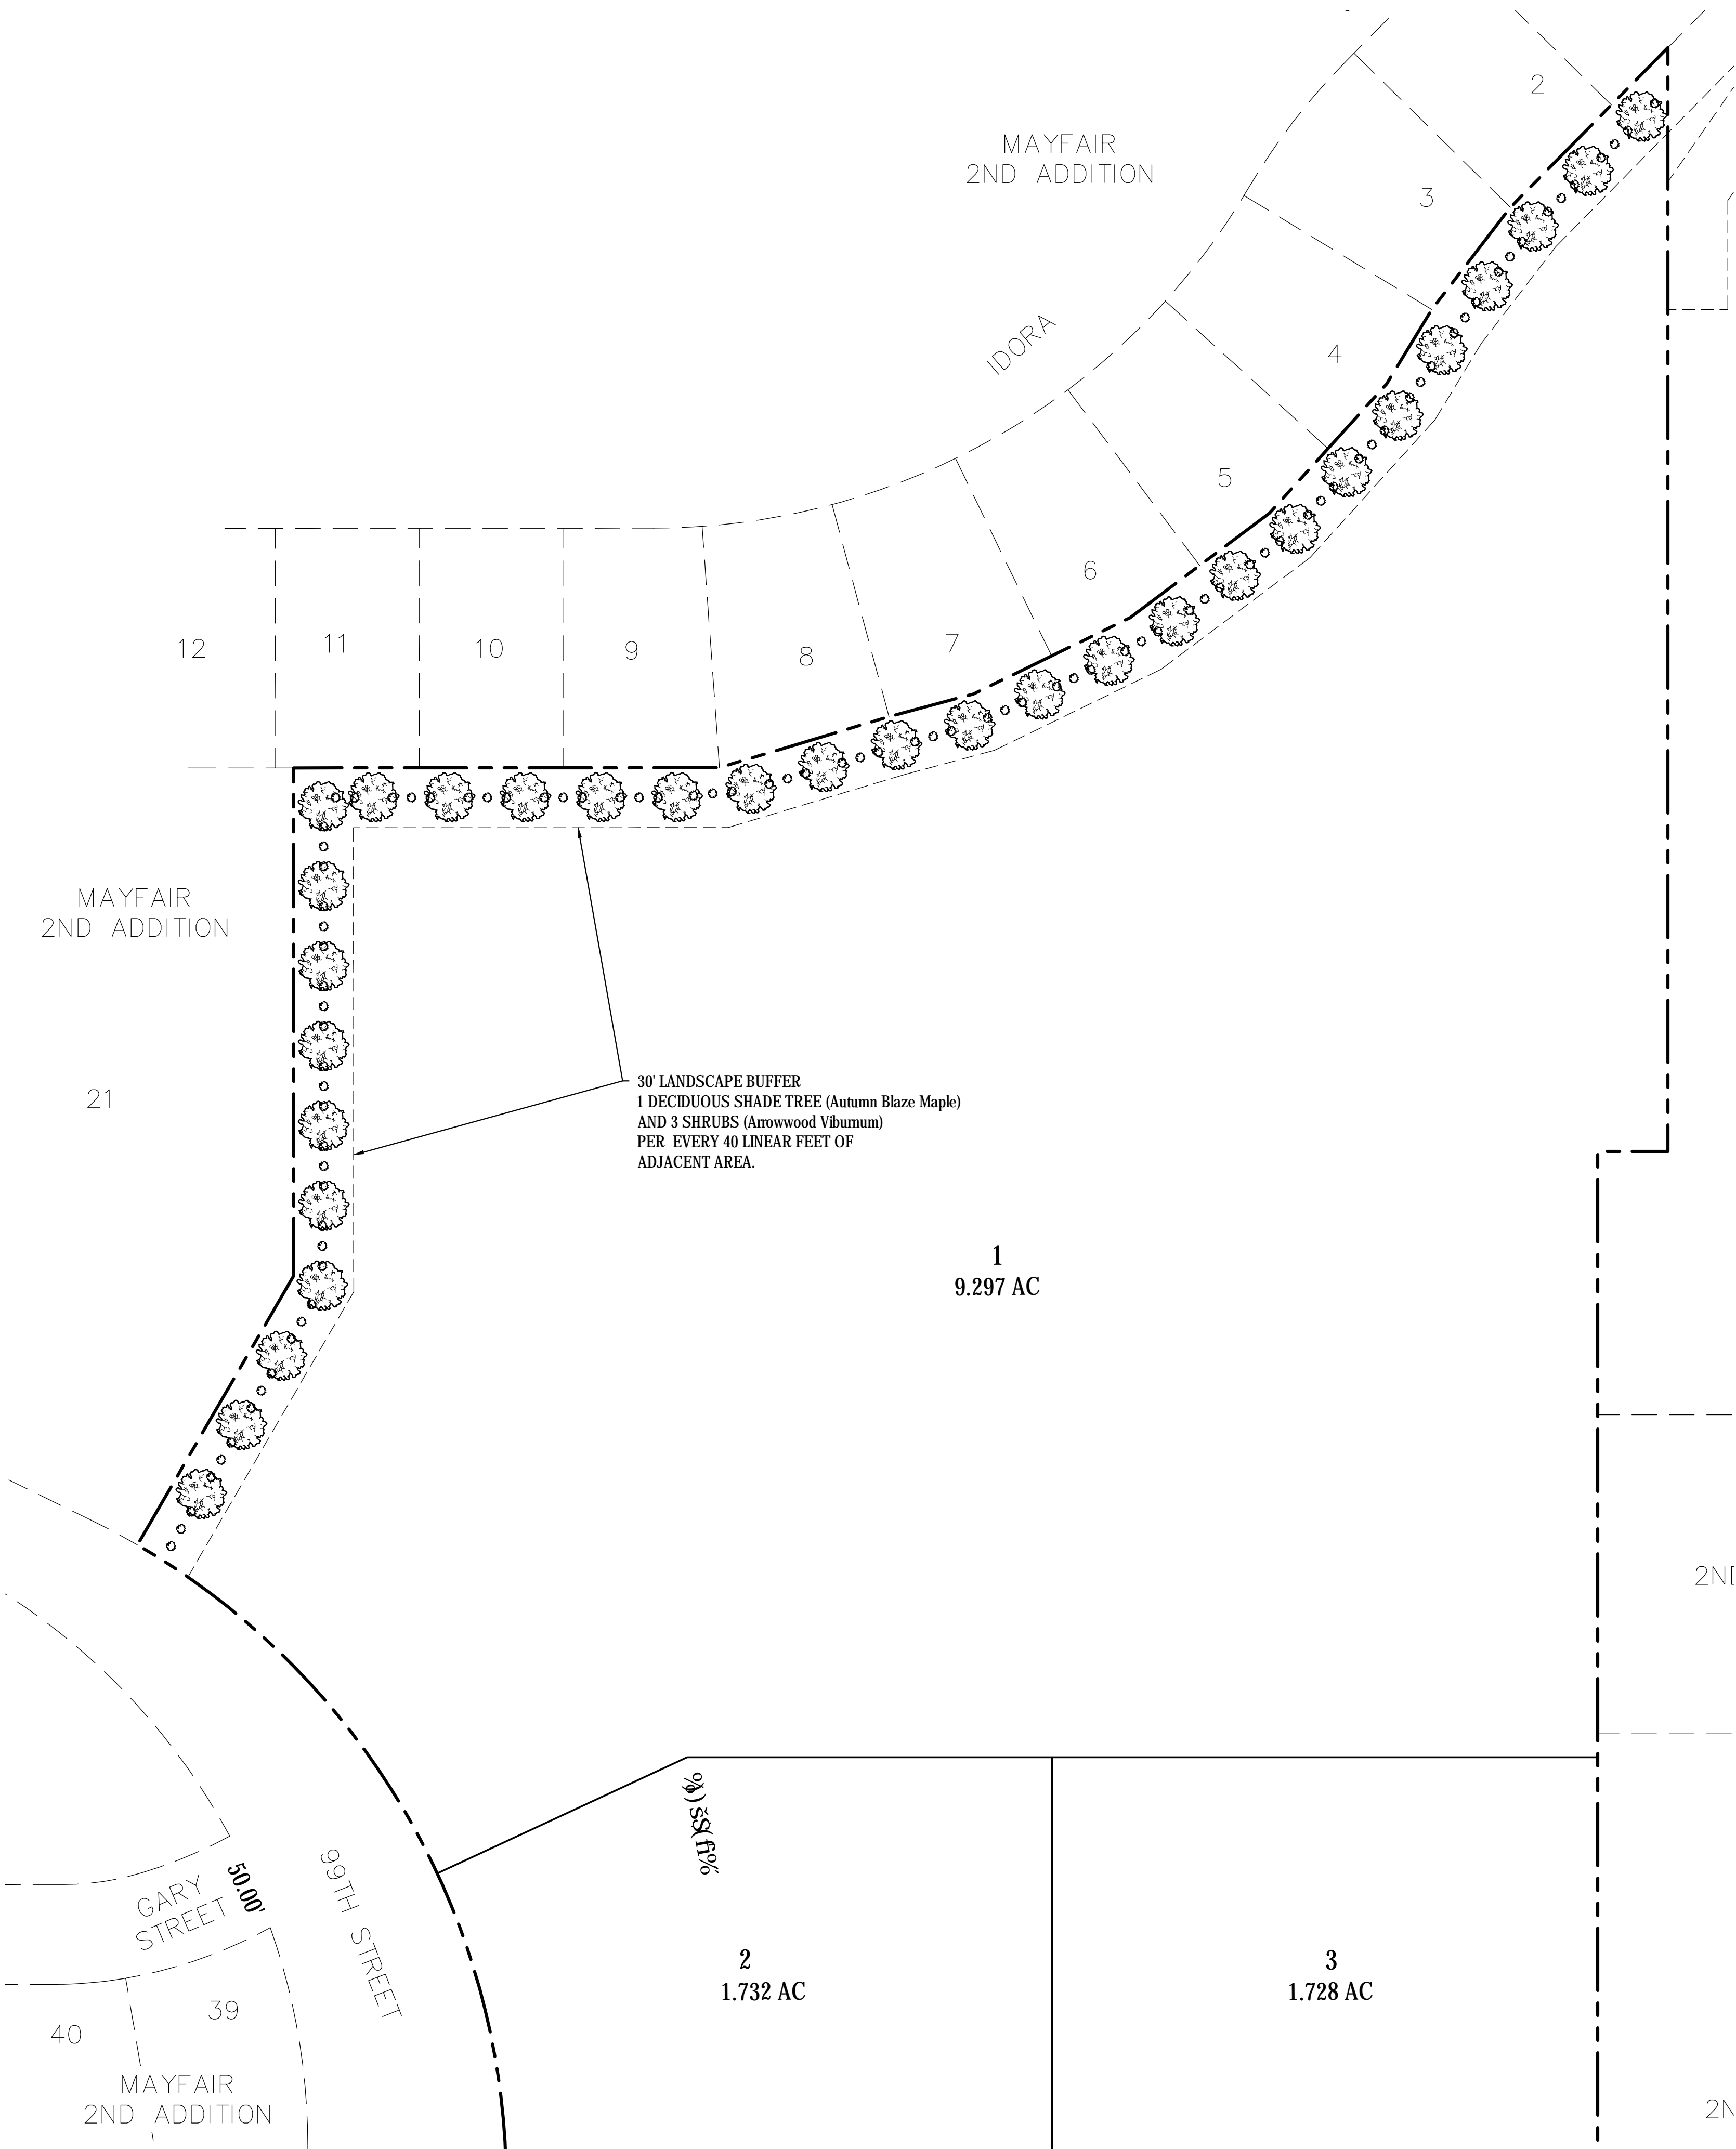 2
MAYFAIR
2ND ADDITION
3
IDORA
4
5
6
7
8
9
10
11
12
MAYFAIR
2ND ADDITION
21
30' LANDSCAPE BUFFER
1 DECIDUOUS SHADE TREE (Autumn Blaze Maple)
AND 3 SHRUBS (Arrowwood Viburnum)
PER EVERY 40 LINEAR FEET OF
ADJACENT AREA.
1
9.297 AC
GARY
STREET
50.00'
99TH STREET
2
1.732 AC
3
1.728 AC
39
40
MAYFAIR
2ND ADDITION